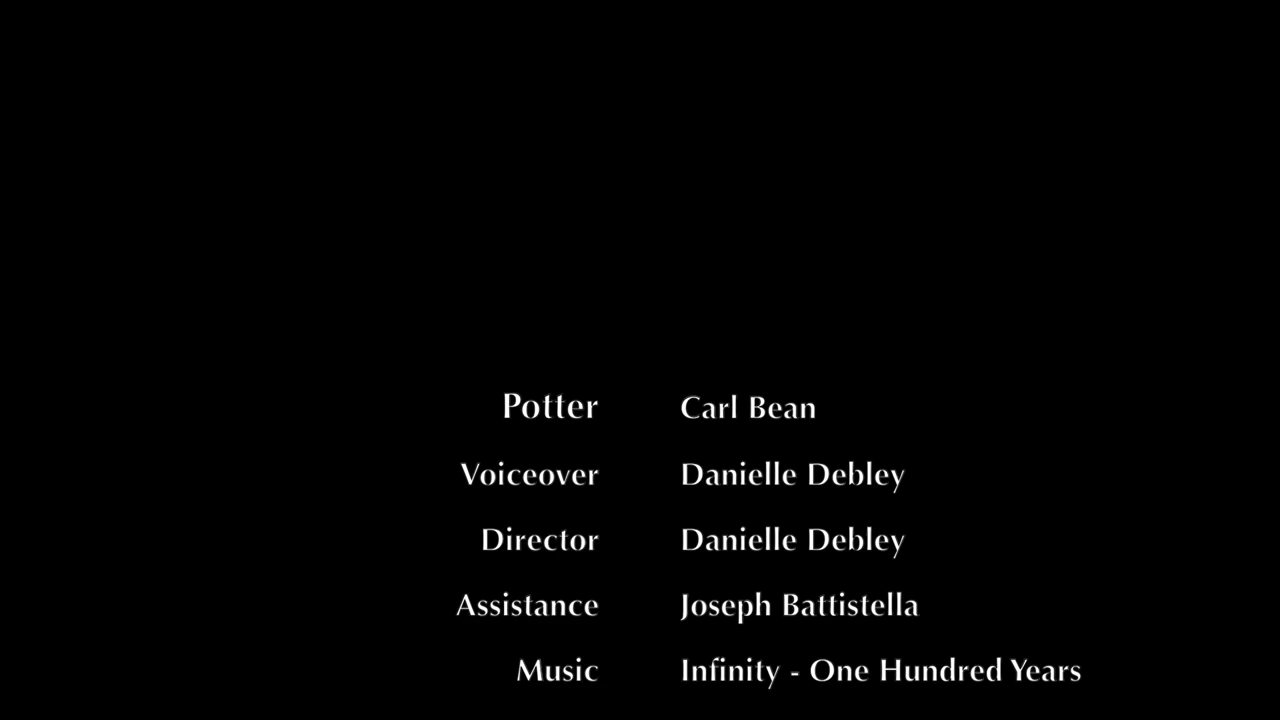 Potter Carl Bean
Voiceover Danielle Debley
Director Danielle Debley
Assistance Joseph Battistella
Music Infinity - One Hundred Years